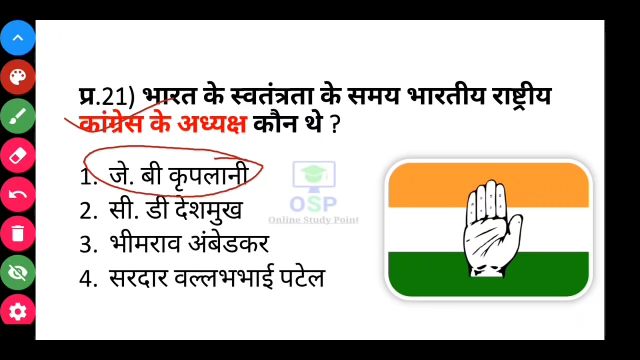 प्र.21) भारत के स्वतंत्रता के समय भारतीय राष्ट्रीय
कांग्रेस के अध्यक्ष कौन थे ?
1. जे. बी कृपलानी
2. सी. डी देशमुख
3. भीमराव अंबेडकर
4. सरदार वल्लभभाई पटेल
OSP
Online Study Point